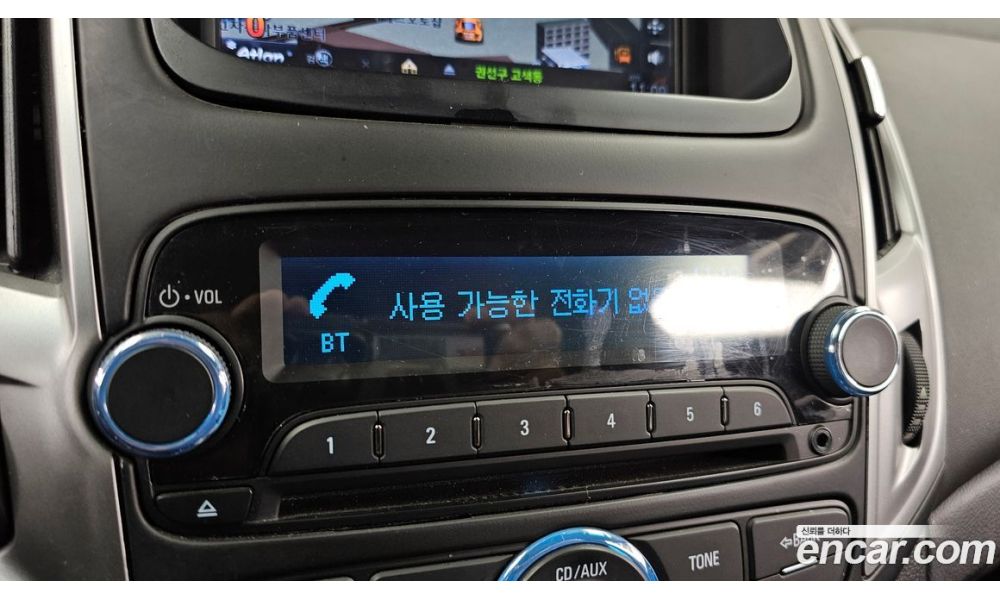 Atlan
권선구 고색동
VOL
사용 가능한 전화기 없
BT
1
2
3
4
5
6
CD/AUX
TONE
신뢰를 더하다
encar.com